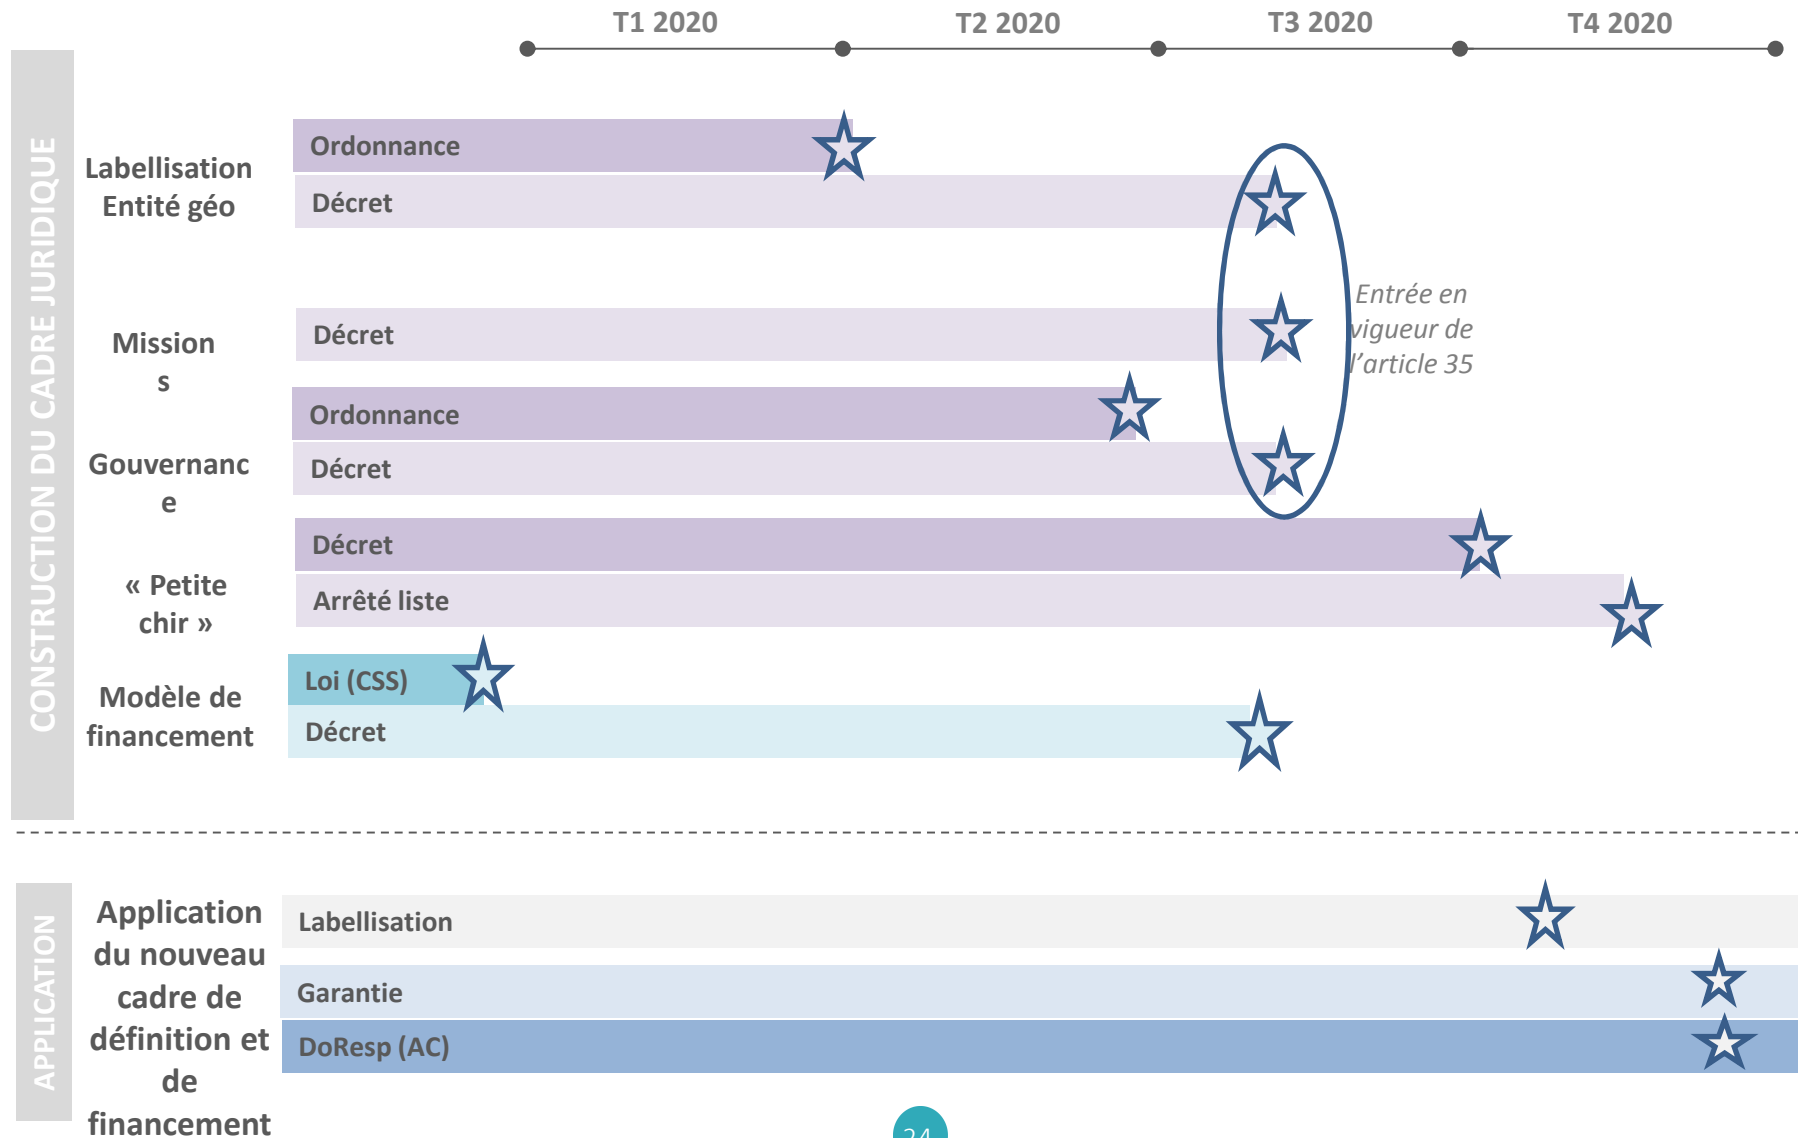 T1 2020
T2 2020
T3 2020
T4 2020
CONSTRUCTION DU CADRE JURIDIQUE
Labellisation
Entité géo
Ordonnance
Décret
Mission
s
Décret
Entrée en
vigueur de
l’article 35
Gouvernanc
e
Ordonnance
Décret
« Petite
chir »
Décret
Arrêté liste
Modèle de
financement
Loi (CSS)
Décret
APPLICATION
Application
du nouveau
cadre de
définition et
de
financement
Labellisation
Garantie
DoResp (AC)
24